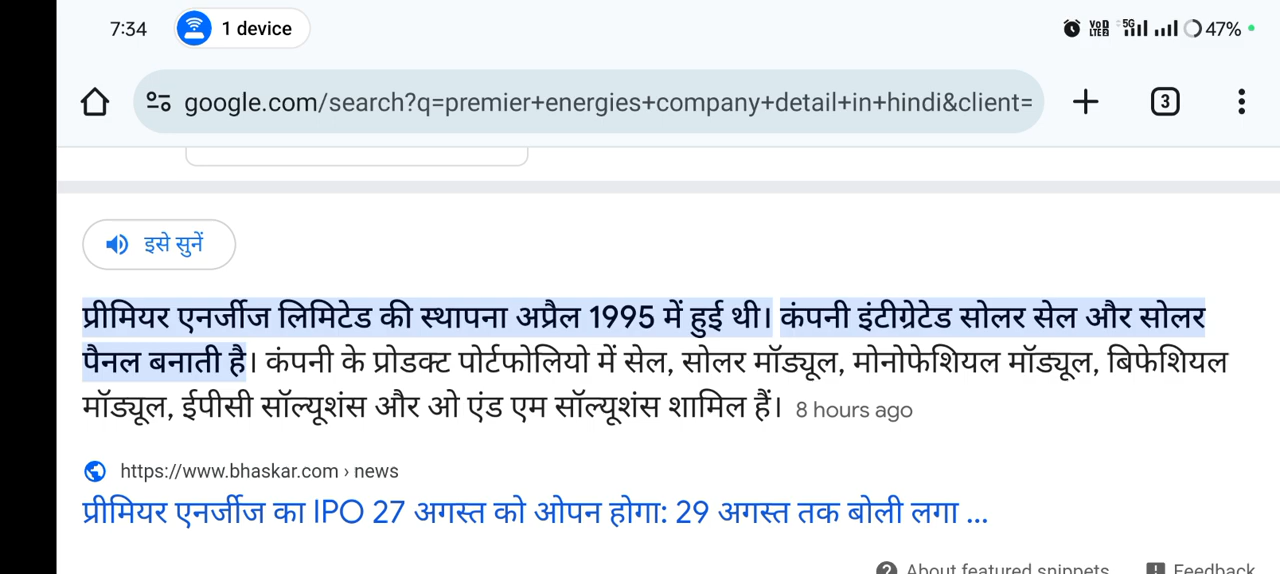 7:34 1 device VoD LTE2 5G 47%
google.com/search?q=premier+energies+company+detail+in+hindi&client=
3
इसे सुनें
प्रीमियर एनर्जीज लिमिटेड की स्थापना अप्रैल 1995 में हुई थी। कंपनी इंटीग्रेटेड सोलर सेल और सोलर
पैनल बनाती है। कंपनी के प्रोडक्ट पोर्टफोलियो में सेल, सोलर मॉड्यूल, मोनोफेशियल मॉड्यूल, बिफेशियल
मॉड्यूल, ईपीसी सॉल्यूशंस और ओ एंड एम सॉल्यूशंस शामिल हैं। 8 hours ago
https://www.bhaskar.com › news
प्रीमियर एनर्जीज का IPO 27 अगस्त को ओपन होगा: 29 अगस्त तक बोली लगा ...
About featured snippets Feedback